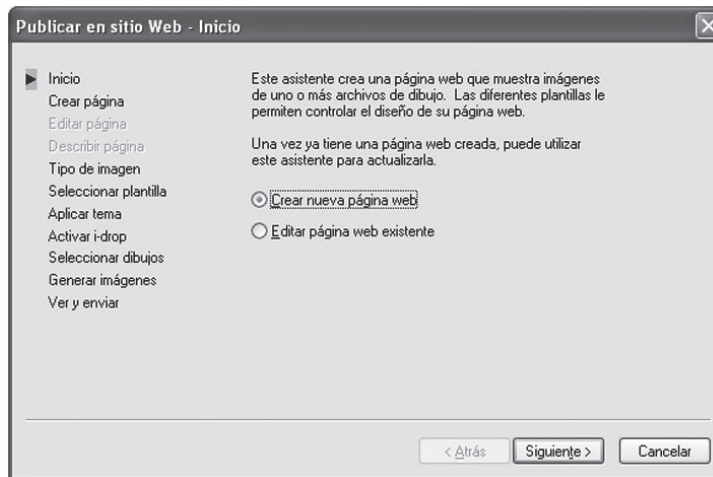 Publicar en sitio Web - Inicio
Inicio
Crear página
Editar página
Describir página
Tipo de imagen
Seleccionar plantilla
Aplicar tema
Activar i-drop
Seleccionar dibujos
Generar imágenes
Ver y enviar
Este asistente crea una página web que muestra imágenes
de uno o más archivos de dibujo. Las diferentes plantillas le
permiten controlar el diseño de su página web.
Una vez ya tiene una página web creada, puede utilizar
este asistente para actualizarla.
Crear nueva página web
Editar página web existente
< Atrás
Siguiente >
Cancelar